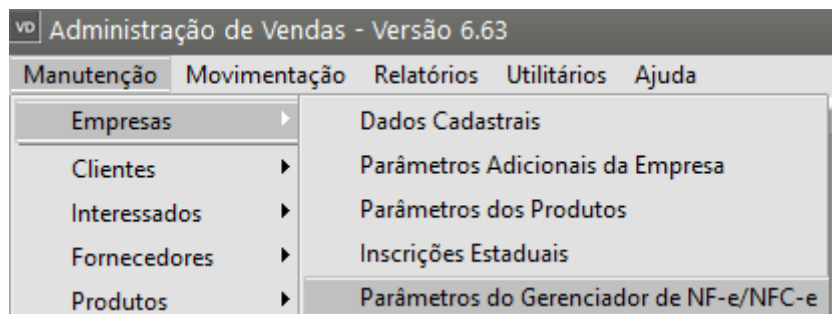 VD Administração de Vendas - Versão 6.63
Manutenção Movimentação Relatórios Utilitários Ajuda
Empresas Dados Cadastrais
Clientes Parâmetros Adicionais da Empresa
Interessados Parâmetros dos Produtos
Fornecedores Inscrições Estaduais
Produtos Parâmetros do Gerenciador de NF-e/NFC-e